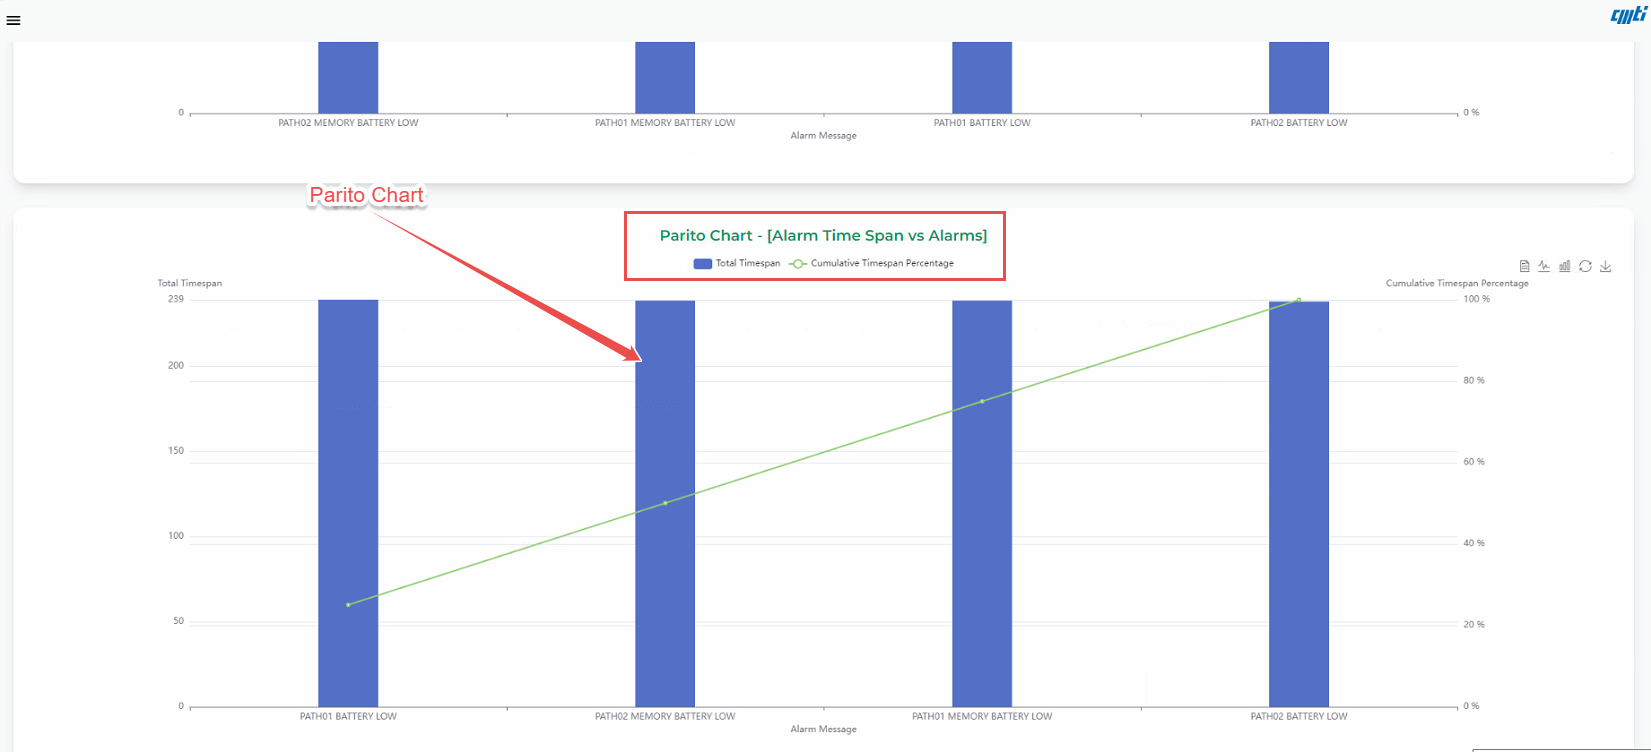 cmti
0
0 %
PATH02 MEMORY BATTERY LOW PATH01 MEMORY BATTERY LOW PATH01 BATTERY LOW PATH02 BATTERY LOW
Alarm Message
Parito Chart
Parito Chart - [Alarm Time Span vs Alarms]
Total Timespan Cumulative Timespan Percentage
Total Timespan
Cumulative Timespan Percentage
239
100 %
200
80 %
150
60 %
100
40 %
50
20 %
0
0 %
PATH01 BATTERY LOW PATH02 MEMORY BATTERY LOW PATH01 MEMORY BATTERY LOW PATH02 BATTERY LOW
Alarm Message